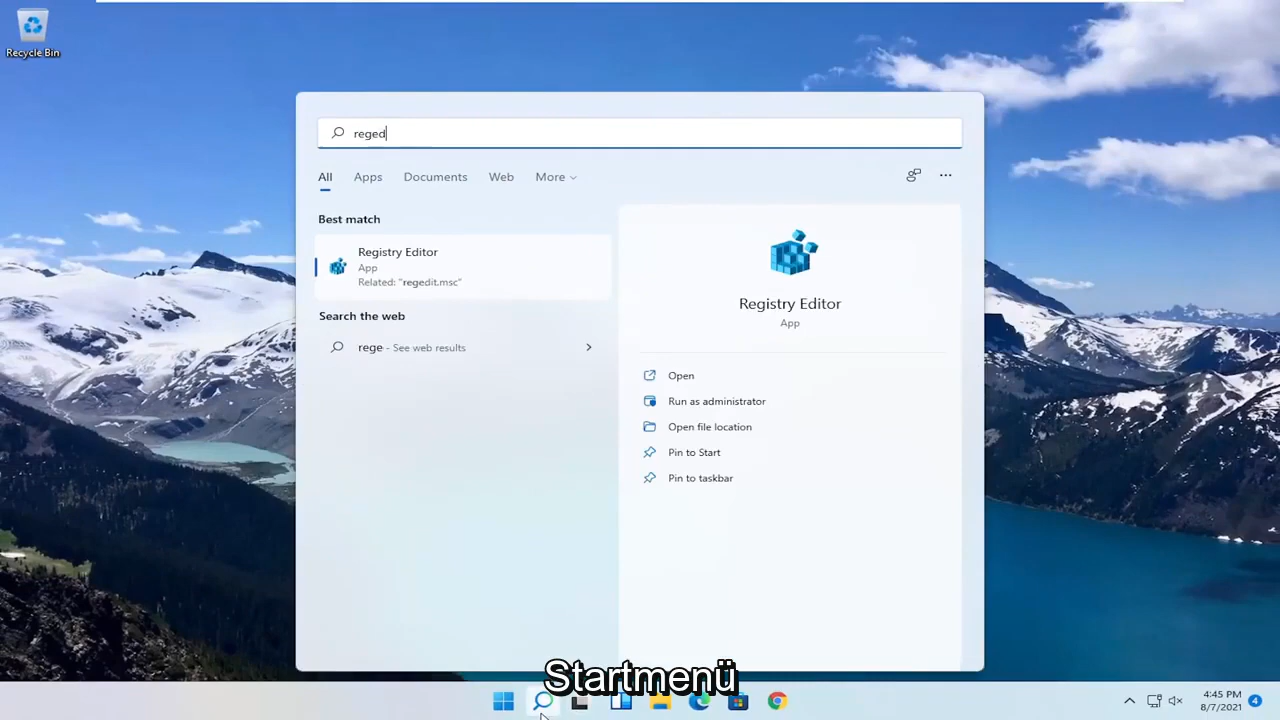 Recycle Bin
reged
All Apps Documents Web More
Best match
Registry Editor
App
Related: "regedit.msc"
Search the web
rege - See web results
Registry Editor
App
Open
Run as administrator
Open file location
Pin to Start
Pin to taskbar
Startmenü
4:45 PM
8/7/2021
4